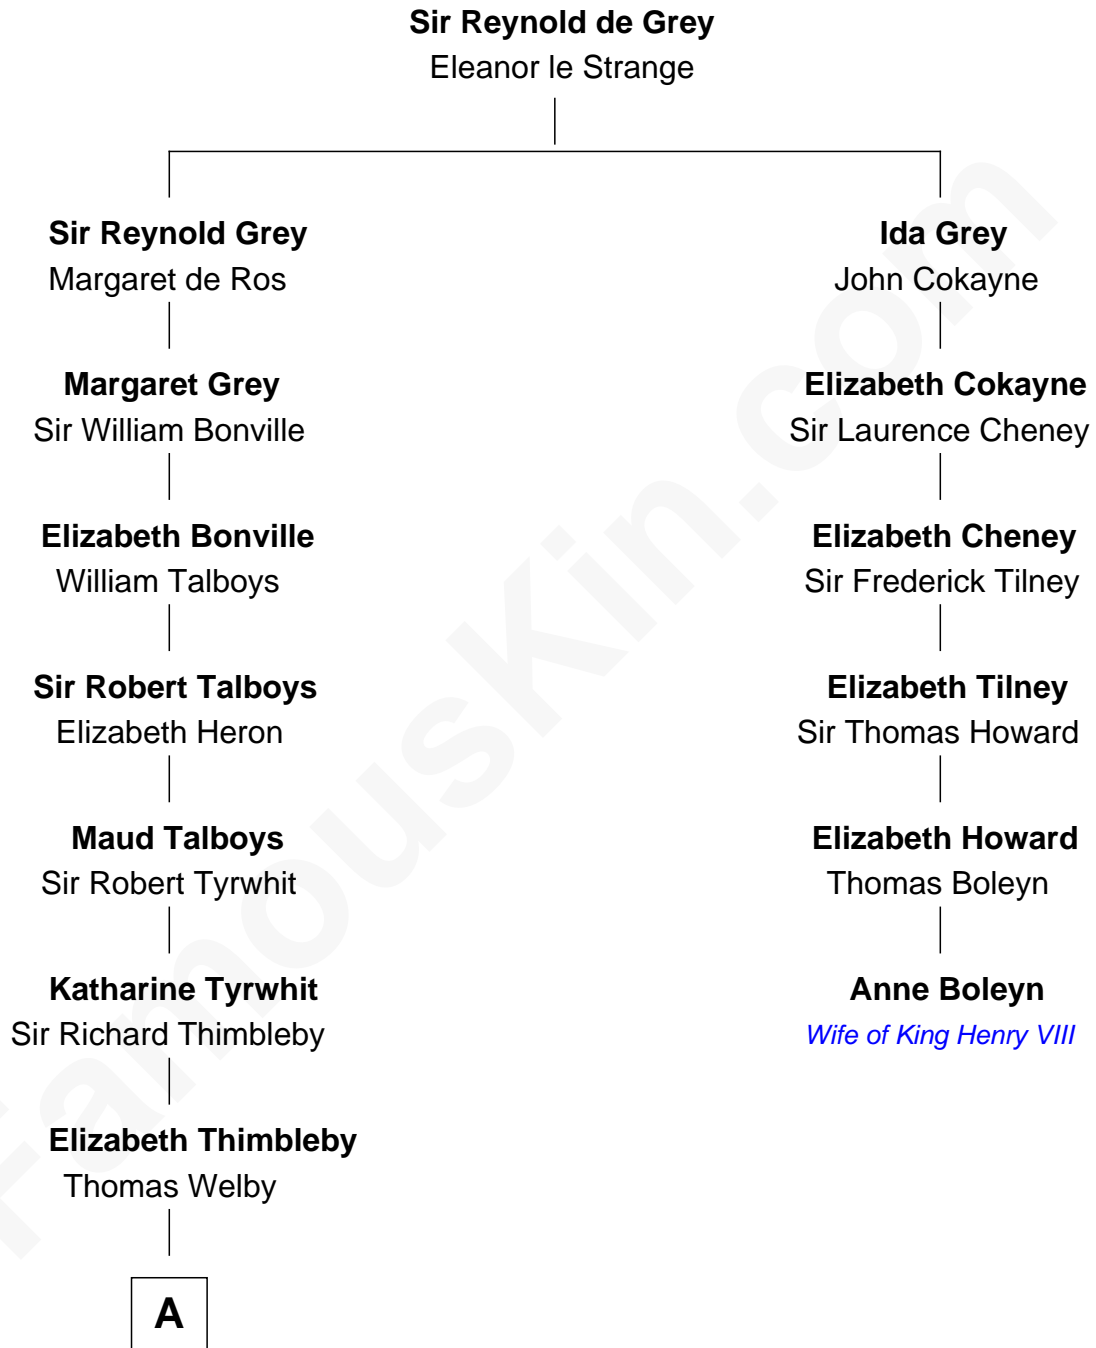 Sir Reynold de Grey
Eleanor le Strange
Sir Reynold Grey
Margaret de Ros
Ida Grey
John Cokayne
Margaret Grey
Sir William Bonville
Elizabeth Cokayne
Sir Laurence Cheney
Elizabeth Bonville
William Talboys
Elizabeth Cheney
Sir Frederick Tilney
Sir Robert Talboys
Elizabeth Heron
Elizabeth Tilney
Sir Thomas Howard
Maud Talboys
Sir Robert Tyrwhit
Elizabeth Howard
Thomas Boleyn
Katharine Tyrwhit
Sir Richard Thimbleby
Anne Boleyn
Wife of King Henry VIII
Elizabeth Thimbleby
Thomas Welby
A
FamousKin.com